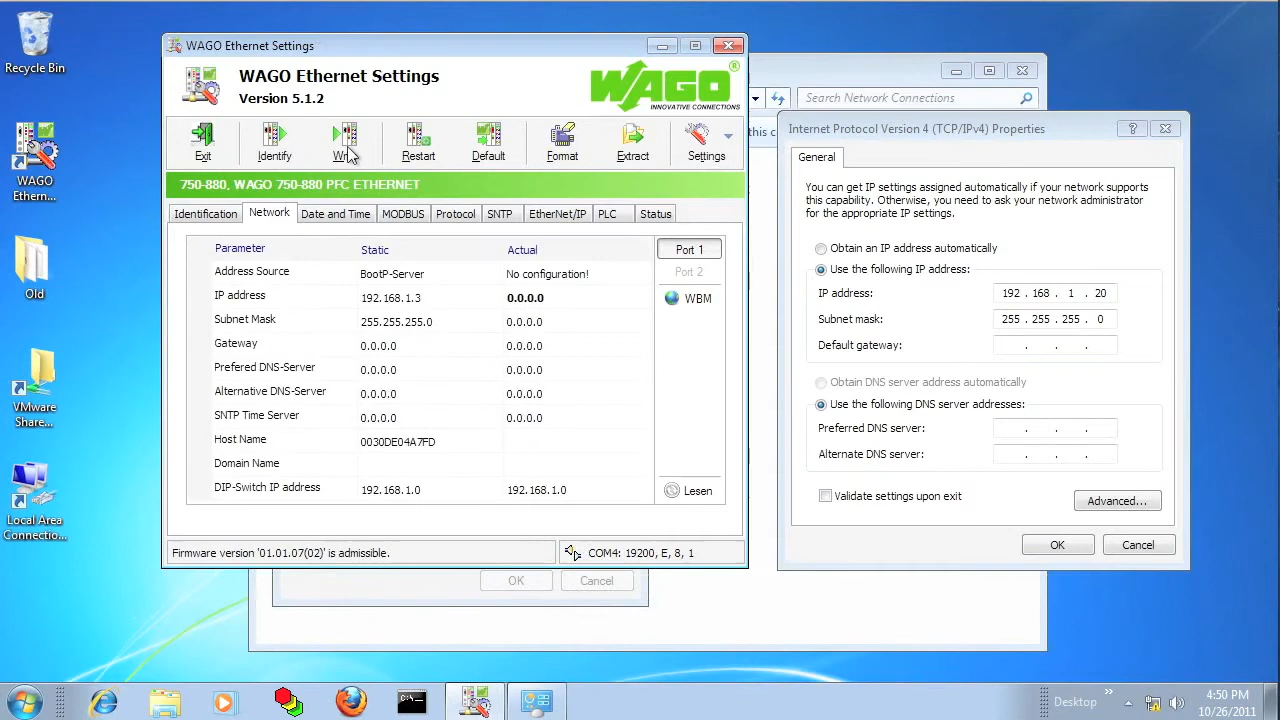 Recycle Bin
WAGO
Ethern...
Old
VMware
Share...
Local Area
Connectio...
WAGO Ethernet Settings
WAGO Ethernet Settings
Version 5.1.2
WAGO®
INNOVATIVE CONNECTIONS
Exit
Identify
Restart
Default
Format
Extract
Settings
750-880, WAGO 750-880 PFC ETHERNET
Identification
Network
Date and Time
MODBUS
Protocol
SNTP
EtherNet/IP
PLC
Status
Parameter Static Actual
Address Source BootP-Server No configuration!
IP address 192.168.1.3 0.0.0.0
Subnet Mask 255.255.255.0 0.0.0.0
Gateway 0.0.0.0 0.0.0.0
Prefered DNS-Server 0.0.0.0 0.0.0.0
Alternative DNS-Server 0.0.0.0 0.0.0.0
SNTP Time Server 0.0.0.0 0.0.0.0
Host Name 0030DE04A7FD
Domain Name
DIP-Switch IP address 192.168.1.0 192.168.1.0
Port 1
Port 2
WBM
Lesen
Firmware version '01.01.07(02)' is admissible.
COM4: 19200, E, 8, 1
OK
Cancel
Search Network Connections
this c
Internet Protocol Version 4 (TCP/IPv4) Properties
General
You can get IP settings assigned automatically if your network supports
this capability. Otherwise, you need to ask your network administrator
for the appropriate IP settings.
Obtain an IP address automatically
Use the following IP address:
IP address: 192 . 168 . 1 . 20
Subnet mask: 255 . 255 . 255 . 0
Default gateway: . . .
Obtain DNS server address automatically
Use the following DNS server addresses:
Preferred DNS server: . . .
Alternate DNS server: . . .
Validate settings upon exit
Advanced...
OK
Cancel
Desktop
»
4:50 PM
10/26/2011